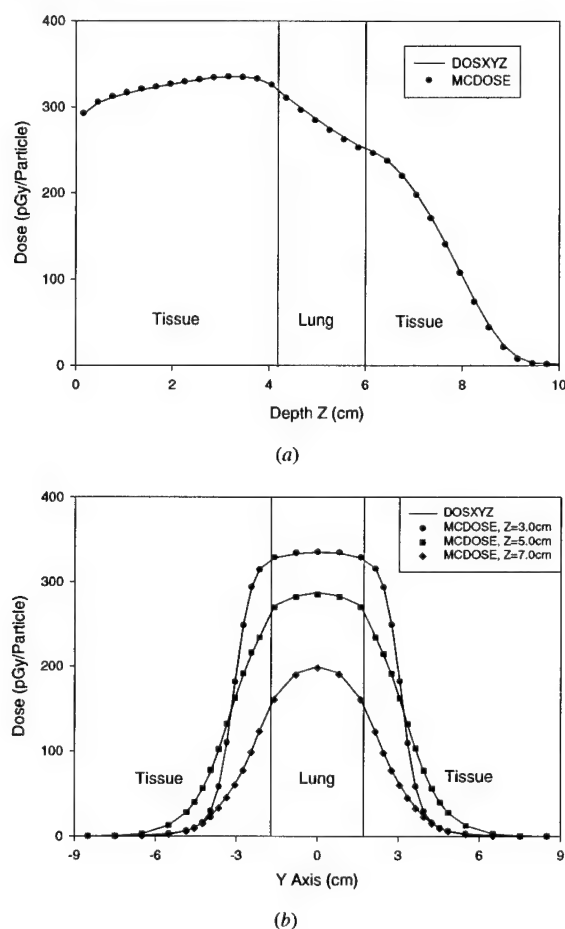 400
300
200
100
0
Dose (pGy/Particle)
DOSXYZ
MCDOSE
Tissue
Lung
Tissue
0
2
4
6
8
10
Depth Z (cm)
(a)
400
300
200
100
0
Dose (pGy/Particle)
DOSXYZ
MCDOSE, Z=3.0cm
MCDOSE, Z=5.0cm
MCDOSE, Z=7.0cm
Tissue
Lung
Tissue
-9
-6
-3
0
3
6
9
Y Axis (cm)
(b)